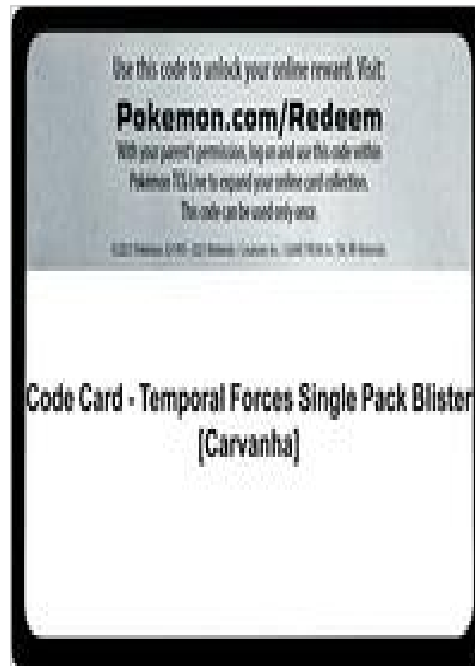 Use this code to unlock your online reward. Visit:
Pokemon.com/Redeem
With your parent's permission, log on and use this code within
Pokémon TCG Live to expand your online card collection.
This code can be used only once.
Code Card - Temporal Forces Single Pack Blister
[Carvanha]